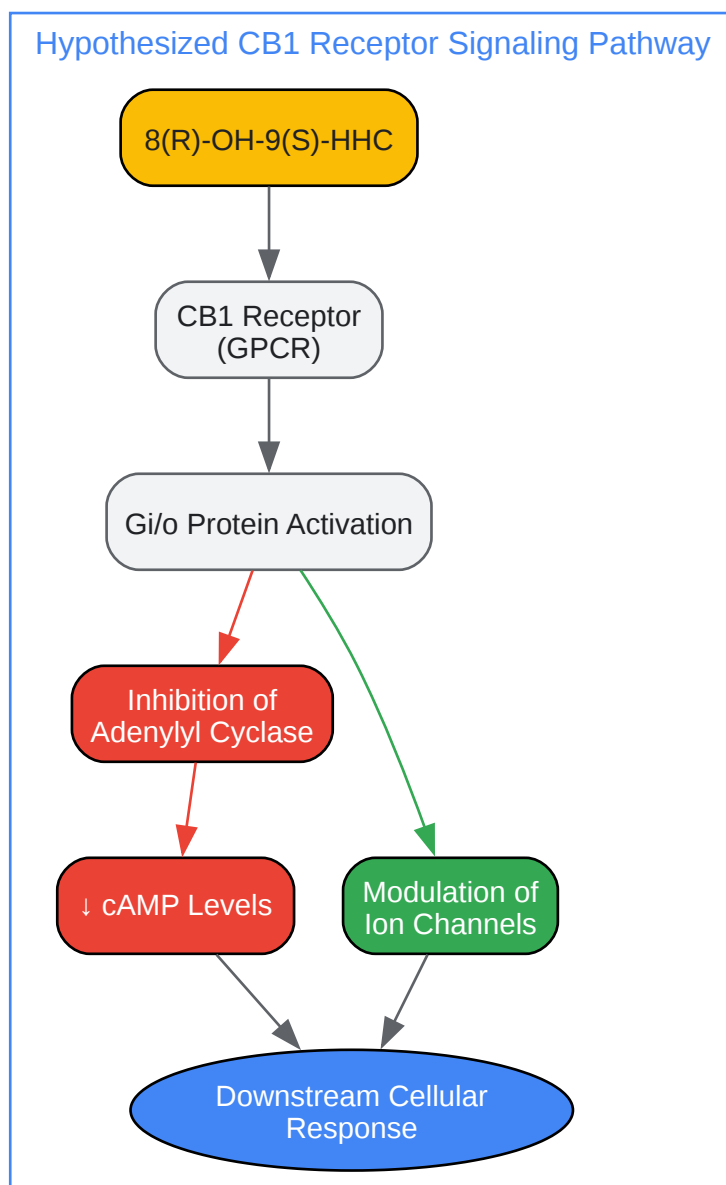 Hypothesized CB1 Receptor Signaling Pathway
8(R)-OH-9(S)-HHC
CB1 Receptor
(GPCR)
Gi/o Protein Activation
Inhibition of
Adenylyl Cyclase
↓ cAMP Levels
Modulation of
Ion Channels
Downstream Cellular
Response